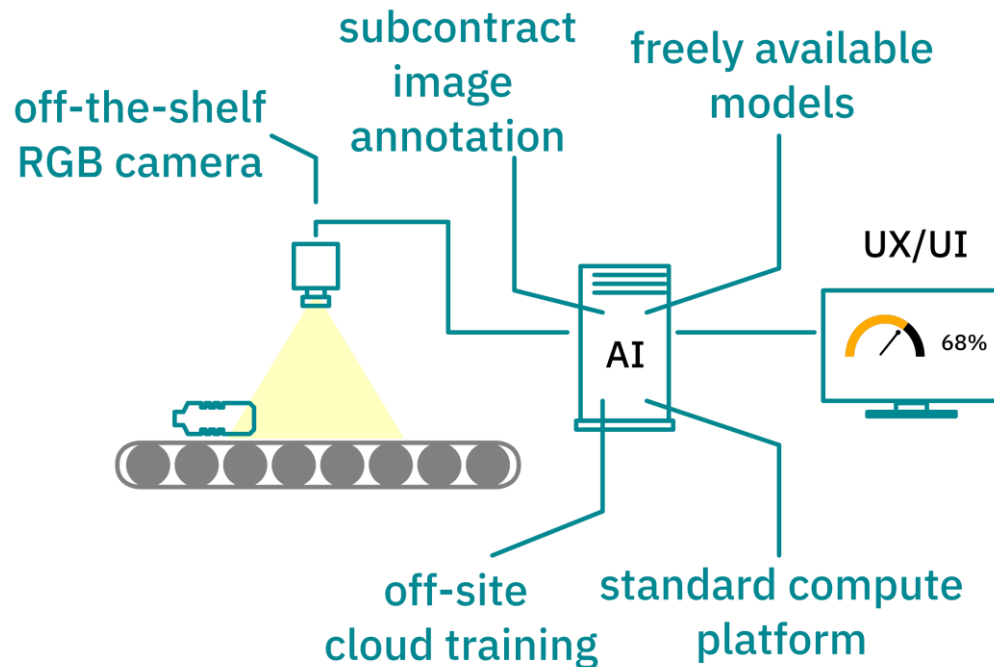 off-the-shelf
RGB camera
subcontract
image
annotation
freely available
models
UX/UI
AI
68%
off-site
cloud training
standard compute
platform